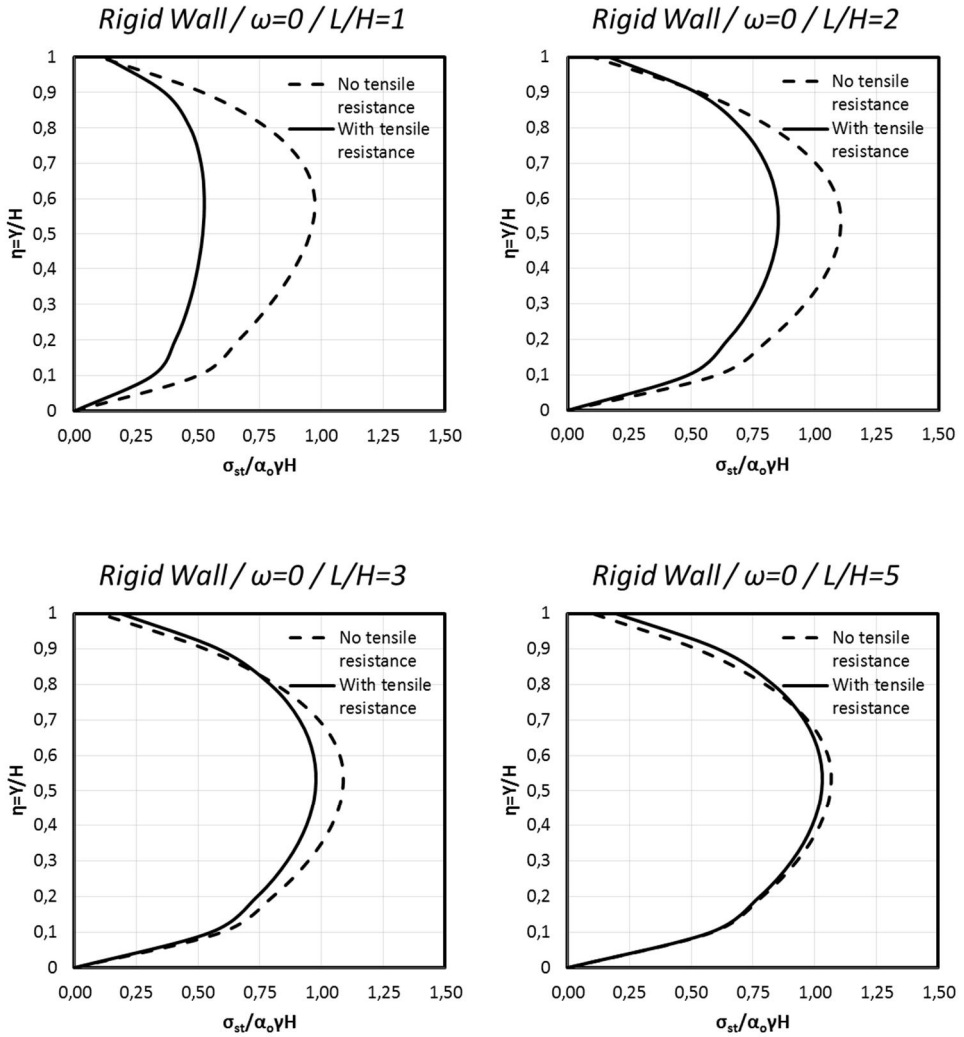 Rigid Wall / ω=0 / L/H=1
1
0,9
0,8
0,7
0,6
0,5
0,4
0,3
0,2
0,1
0
η=Y/H
No tensile
resistance
With tensile
resistance
0,00 0,25 0,50 0,75 1,00 1,25 1,50
σst/αoγH
Rigid Wall / ω=0 / L/H=2
1
0,9
0,8
0,7
0,6
0,5
0,4
0,3
0,2
0,1
0
η=Y/H
No tensile
resistance
With tensile
resistance
0,00 0,25 0,50 0,75 1,00 1,25 1,50
σst/αoγH
Rigid Wall / ω=0 / L/H=3
1
0,9
0,8
0,7
0,6
0,5
0,4
0,3
0,2
0,1
0
η=Y/H
No tensile
resistance
With tensile
resistance
0,00 0,25 0,50 0,75 1,00 1,25 1,50
σst/αoγH
Rigid Wall / ω=0 / L/H=5
1
0,9
0,8
0,7
0,6
0,5
0,4
0,3
0,2
0,1
0
η=Y/H
No tensile
resistance
With tensile
resistance
0,00 0,25 0,50 0,75 1,00 1,25 1,50
σst/αoγH